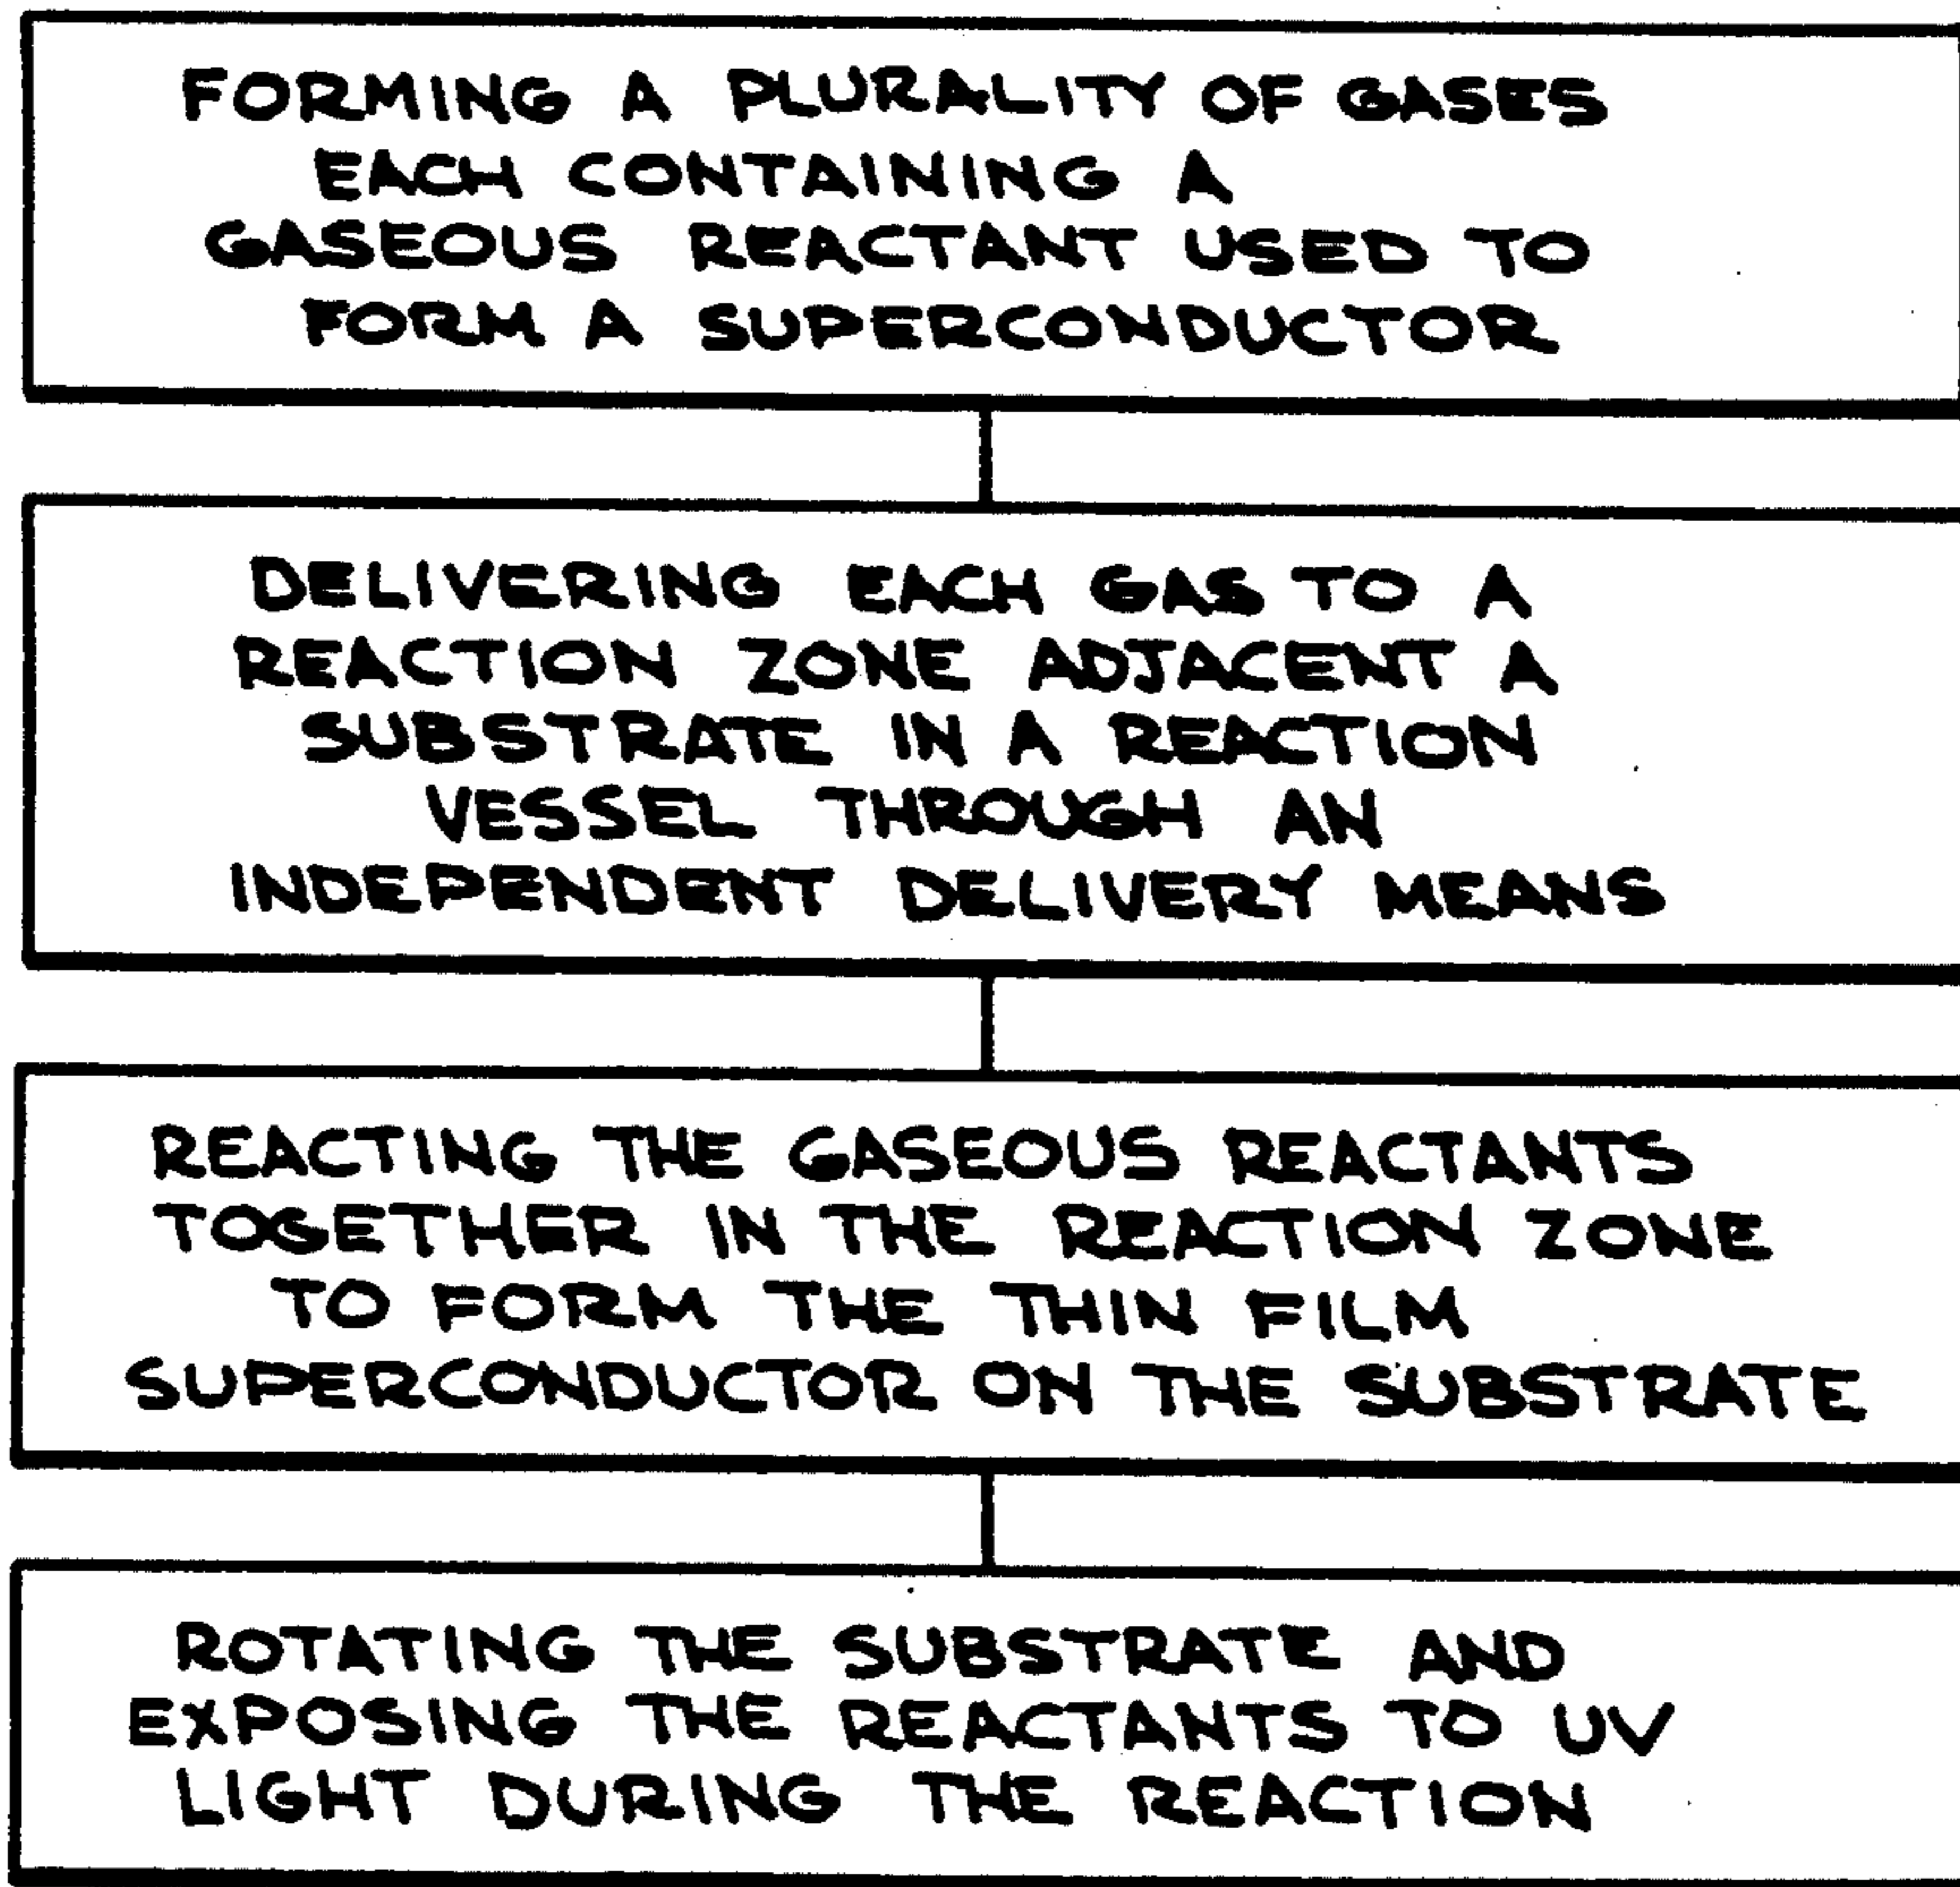 FORMING A PLURALITY OF GASES
EACH CONTAINING A
GASEOUS REACTANT USED TO
FORM A SUPERCONDUCTOR
DELIVERING EACH GAS TO A
REACTION ZONE ADJACENT A
SUBSTRATE IN A REACTION
VESSEL THROUGH AN
INDEPENDENT DELIVERY MEANS
REACTING THE GASEOUS REACTANTS
TOGETHER IN THE REACTION ZONE
TO FORM THE THIN FILM
SUPERCONDUCTOR ON THE SUBSTRATE
ROTATING THE SUBSTRATE AND
EXPOSING THE REACTANTS TO UV
LIGHT DURING THE REACTION